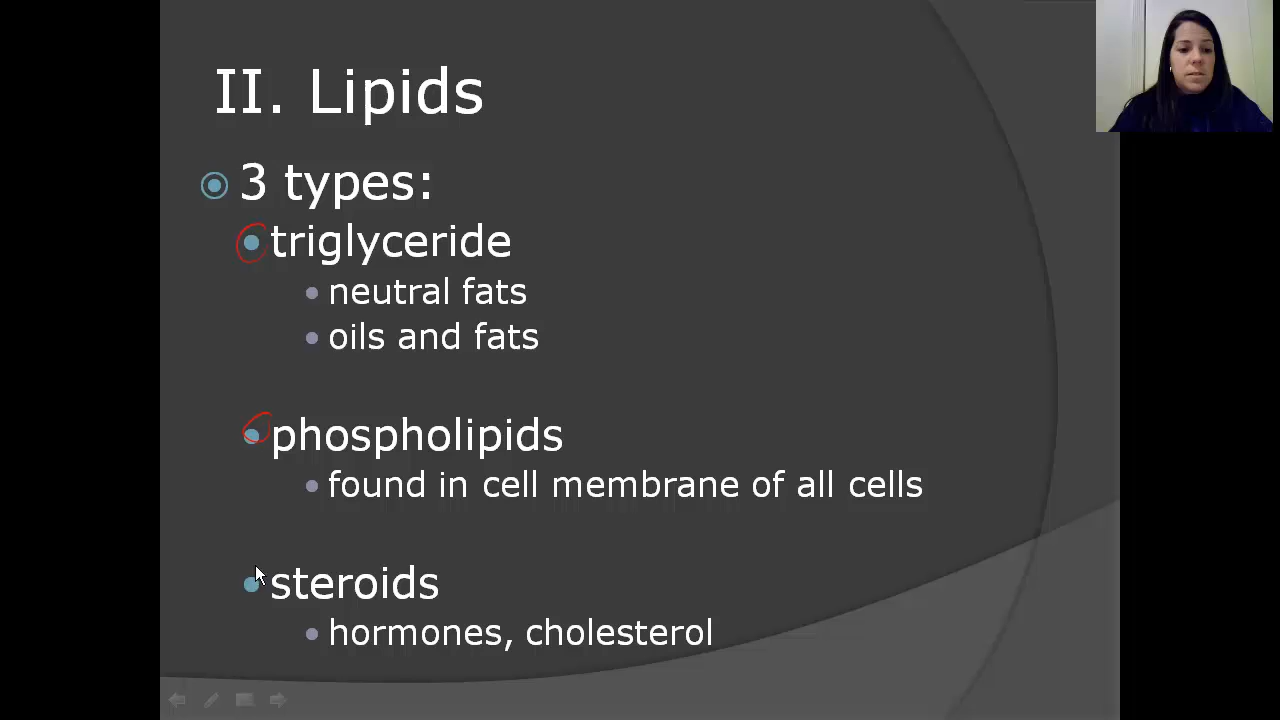 II. Lipids
3 types:
triglyceride
neutral fats
oils and fats
phospholipids
found in cell membrane of all cells
steroids
hormones, cholesterol